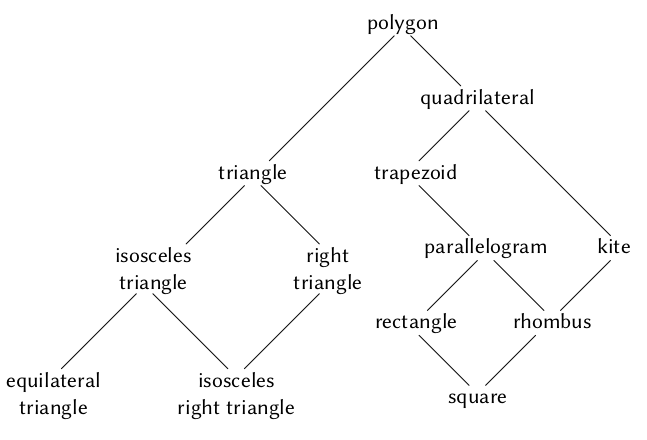 polygon
quadrilateral
triangle
trapezoid
isosceles
triangle
right
triangle
parallelogram
kite
rectangle
rhombus
equilateral
triangle
isosceles
right triangle
square